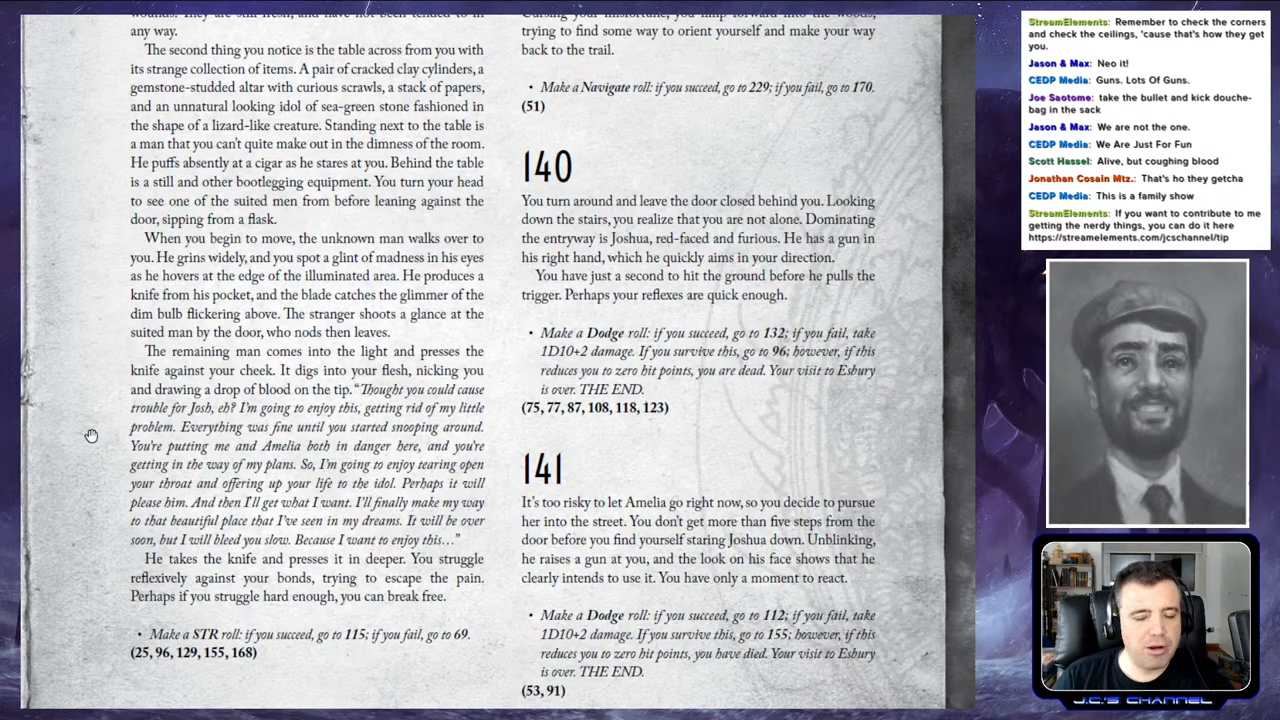 wounds. They are still fresh, and have not been tended to in
any way.
The second thing you notice is the table across from you with
its strange collection of items. A pair of cracked clay cylinders, a
gemstone-studded altar with curious scrawls, a stack of papers,
and an unnatural looking idol of sea-greenstone fashioned in
the shape of a lizard-like creature. Standing next to the table is
a man that you can't quite make out in the dimness of the room.
He puffs absently at a cigar as he stares at you. Behind the table
is a still and other bootlegging equipment. You turn your head
to see one of the suited men from before leaning against the
door, sipping from a flask.
When you begin to move, the unknown man walks over to
you. He grins widely, and you spot a glint of madness in his eyes
as he hovers at the edge of the illuminated area. He produces a
knife from his pocket, and the blade catches the glimmer of the
dim bulb flickering above. The stranger shoots a glance at the
suited man by the door, who nods then leaves.
The remaining man comes into the light and presses the
knife against your cheek. It digs into your flesh, nicking you
and drawing a drop of blood on the tip. “Thought you could cause
trouble for Josh, eh? I'm going to enjoy this, getting rid of my little
problem. Everything was fine until you started snooping around.
You're putting me and Amelia both in danger here, and you're
getting in the way of my plans. So, I'm going to enjoy tearing open
your throat and offering up your life to the idol. Perhaps it will
please him. And then I'll get what I want. I'll finally make my way
to that beautiful place that I've seen in my dreams. It will be over
soon, but I will bleed you slow. Because I want to enjoy this…”
He takes the knife and presses it in deeper. You struggle
reflexively against your bonds, trying to escape the pain.
Perhaps if you struggle hard enough, you can break free.
• Make a STR roll: if you succeed, go to 115; if you fail, go to 69.
(25, 96, 129, 155, 168)
Cursing your misfortune, you limp forward into the woods,
trying to find some way to orient yourself and make your way
back to the trail.
• Make a Navigate roll: if you succeed, go to 229; if you fail, go to 170.
(51)
140
You turn around and leave the door closed behind you. Looking
down the stairs, you realize that you are not alone. Dominating
the entryway is Joshua, red-faced and furious. He has a gun in
his right hand, which he quickly aims in your direction.
You have just a second to hit the ground before he pulls the
trigger. Perhaps your reflexes are quick enough.
• Make a Dodge roll: if you succeed, go to 132; if you fail, take
1D10+2 damage. If you survive this, go to 96; however, if this
reduces you to zero hit points, you are dead. Your visit to Esbury
is over. THE END.
(75, 77, 87, 108, 118, 123)
141
It's too risky to let Amelia go right now, so you decide to pursue
her into the street. You don't get more than five steps from the
door before you find yourself staring Joshua down. Unblinking,
he raises a gun at you, and the look on his face shows that he
clearly intends to use it. You have only a moment to react.
• Make a Dodge roll: if you succeed, go to 112; if you fail, take
1D10+2 damage. If you survive this, go to 155; however, if this
reduces you to zero hit points, you have died. Your visit to Esbury
is over. THE END.
(53, 91)
StreamElements: Remember to check the corners
and check the ceilings, 'cause that's how they get
you.
Jason & Max: Neo it!
CEDP Media: Guns. Lots Of Guns.
Joe Saotome: take the bullet and kick douche-
bag in the sack
Jason & Max: We are not the one.
CEDP Media: We Are Just For Fun
Scott Hassel: Alive, but coughing blood
Jonathan Cosain Mtz.: That's ho they getcha
CEDP Media: This is a family show
StreamElements: If you want to contribute to me
getting the nerdy things, you can do it here
https://streamelements.com/jcschannel/tip
J.C.'S CHANNEL